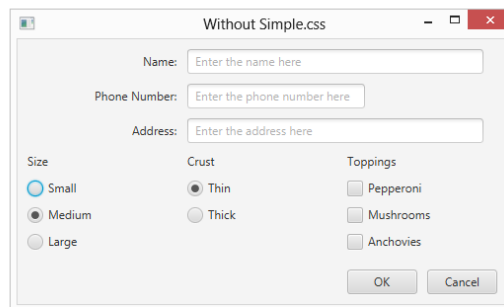 Without Simple.css
Name: Enter the name here
Phone Number: Enter the phone number here
Address: Enter the address here
Size Crust Toppings
Small Thin Pepperoni
Medium Thick Mushrooms
Large Anchovies
OK Cancel